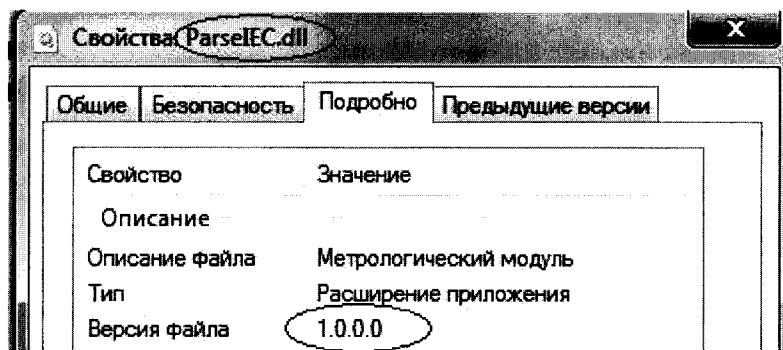 Свойства: ParseIEC.dll
Общие Безопасность Подробно Предыдущие версии
Свойство Значение
Описание
Описание файла Метрологический модуль
Тип Расширение приложения
Версия файла 1.0.0.0